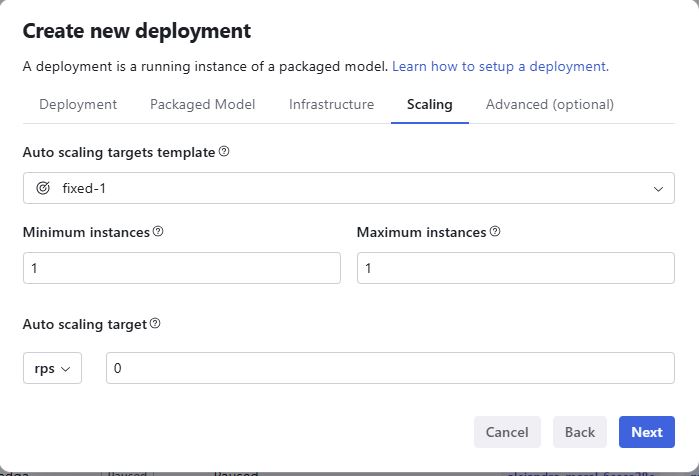 Create new deployment
A deployment is a running instance of a packaged model. Learn how to setup a deployment.
Deployment Packaged Model Infrastructure Scaling Advanced (optional)
Auto scaling targets template
fixed-1
Minimum instances Maximum instances
1 1
Auto scaling target
rps 0
Cancel Back Next
Paused Paused